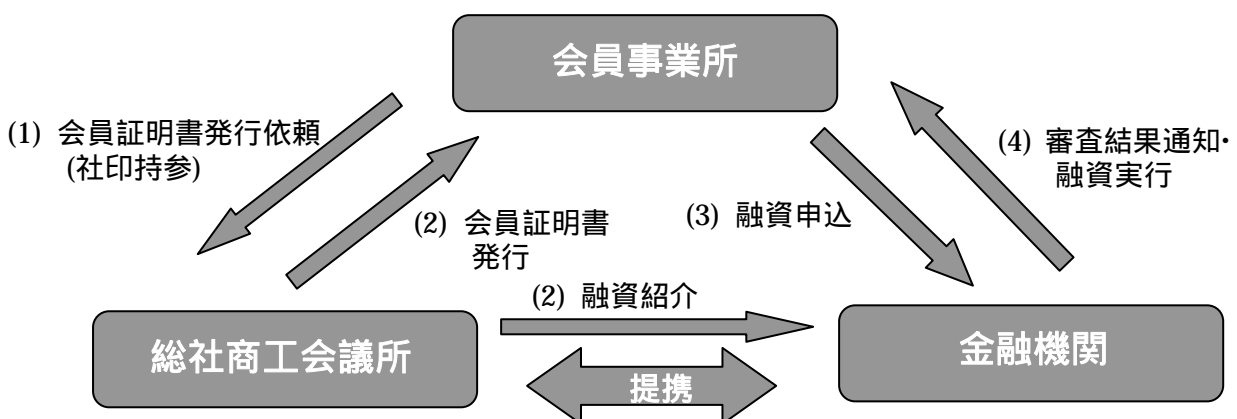 会員事業所
(1) 会員証明書発行依頼
(社印持参)
(4) 審査結果通知・
融資実行
(2) 会員証明書
発行
(3) 融資申込
(2) 融資紹介
総社商工会議所
金融機関
提携